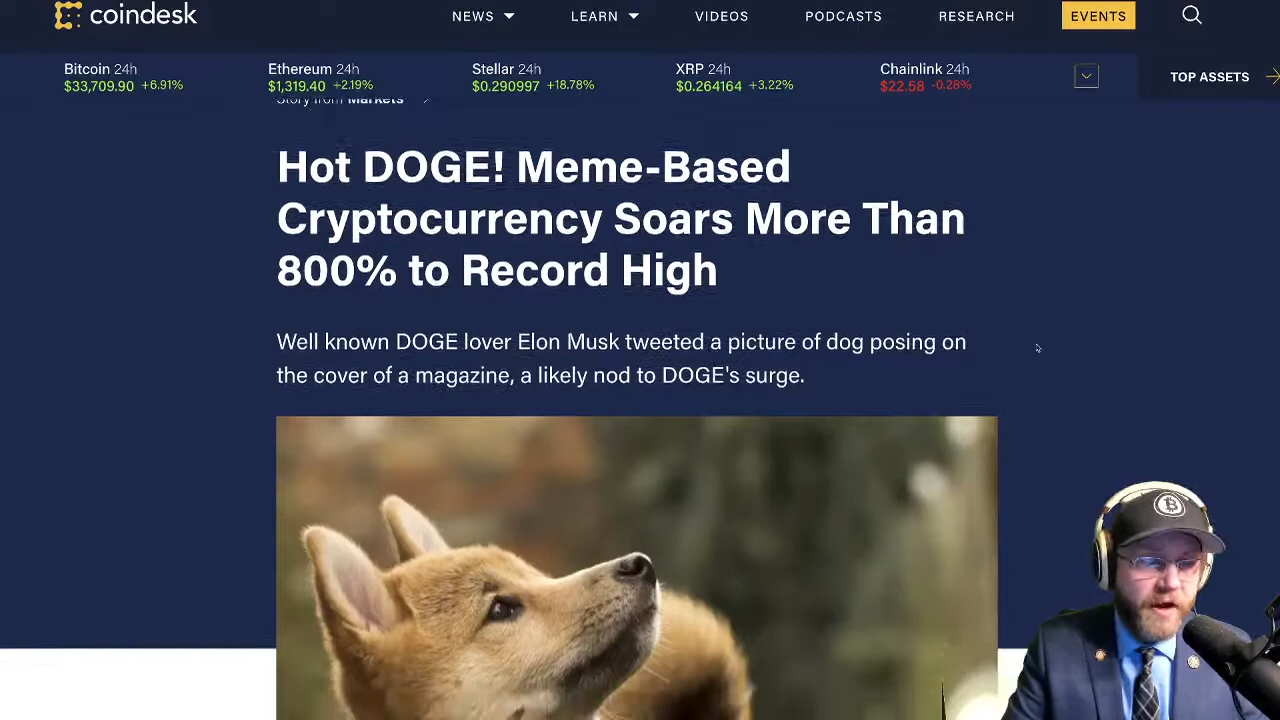 coindesk
NEWS LEARN VIDEOS PODCASTS RESEARCH EVENTS
Bitcoin 24h Ethereum 24h Stellar 24h XRP 24h Chainlink 24h
$33,709.90 +6.91% $1,319.40 +2.19% $0.290997 +18.78% $0.264164 +3.22% $22.58 -0.28%
TOP ASSETS
Story from Markets
Hot DOGE! Meme-Based
Cryptocurrency Soars More Than
800% to Record High
Well known DOGE lover Elon Musk tweeted a picture of dog posing on
the cover of a magazine, a likely nod to DOGE's surge.